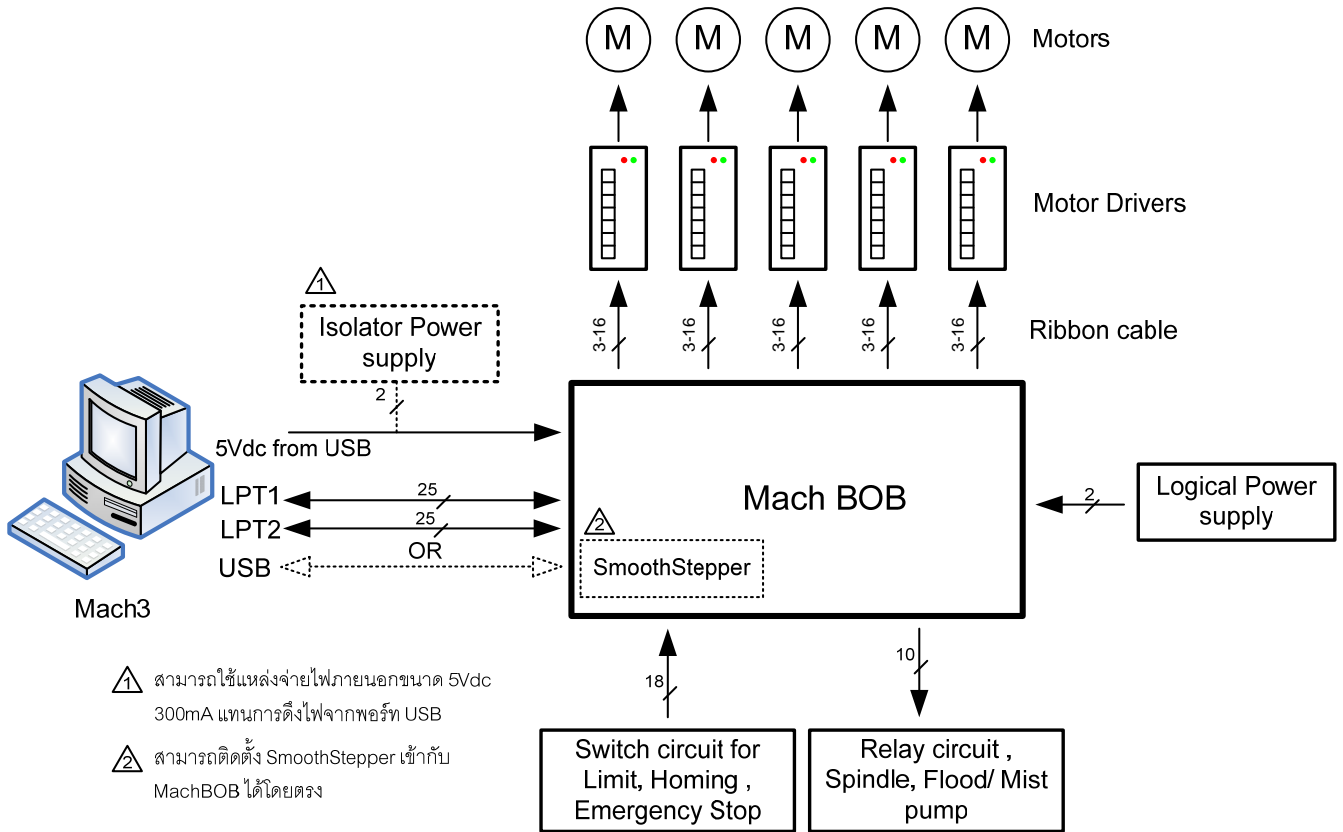 M M M M M
Motors
Motor Drivers
1
Isolator Power
supply
3-16 3-16 3-16 3-16 3-16
Ribbon cable
2
5Vdc from USB
LPT1
25
LPT2
25
OR
USB
Mach3
Mach BOB
2
SmoothStepper
2
Logical Power
supply
18
10
Switch circuit for
Limit, Homing ,
Emergency Stop
Relay circuit ,
Spindle, Flood/ Mist
pump
1 สามารถใช้แหล่งจ่ายไฟภายนอกขนาด 5Vdc
300mA แทนการดึงไฟจากพอร์ท USB
2 สามารถติดตั้ง SmoothStepper เข้ากับ
MachBOB ได้โดยตรง